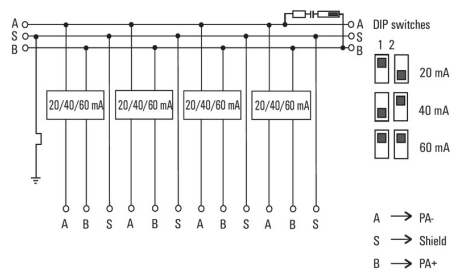 A A DIP switches
S S 1 2
B B
20 mA
20/40/60 mA 20/40/60 mA 20/40/60 mA 20/40/60 mA
40 mA
60 mA
A B S A B S A B S A B S
A → PA-
S → Shield
B → PA+